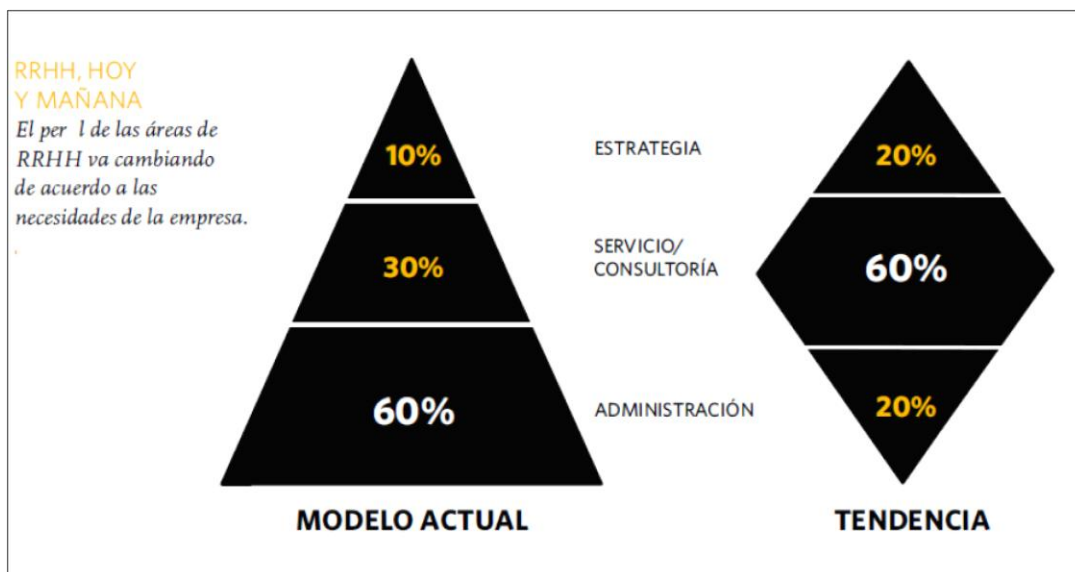 RRHH, HOY
Y MAÑANA
El per l de las áreas de
RRHH va cambiando
de acuerdo a las
necesidades de la empresa.
.
10%
30%
60%
MODELO ACTUAL
ESTRATEGIA
SERVICIO/
CONSULTORÍA
ADMINISTRACIÓN
20%
60%
20%
TENDENCIA